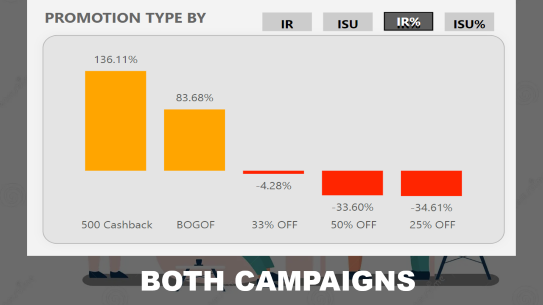 PROMOTION TYPE BY
IR ISU IR% ISU%
136.11%
83.68%
-4.28%
-33.60%
-34.61%
500 Cashback BOGOF 33% OFF 50% OFF 25% OFF
BOTH CAMPAIGNS